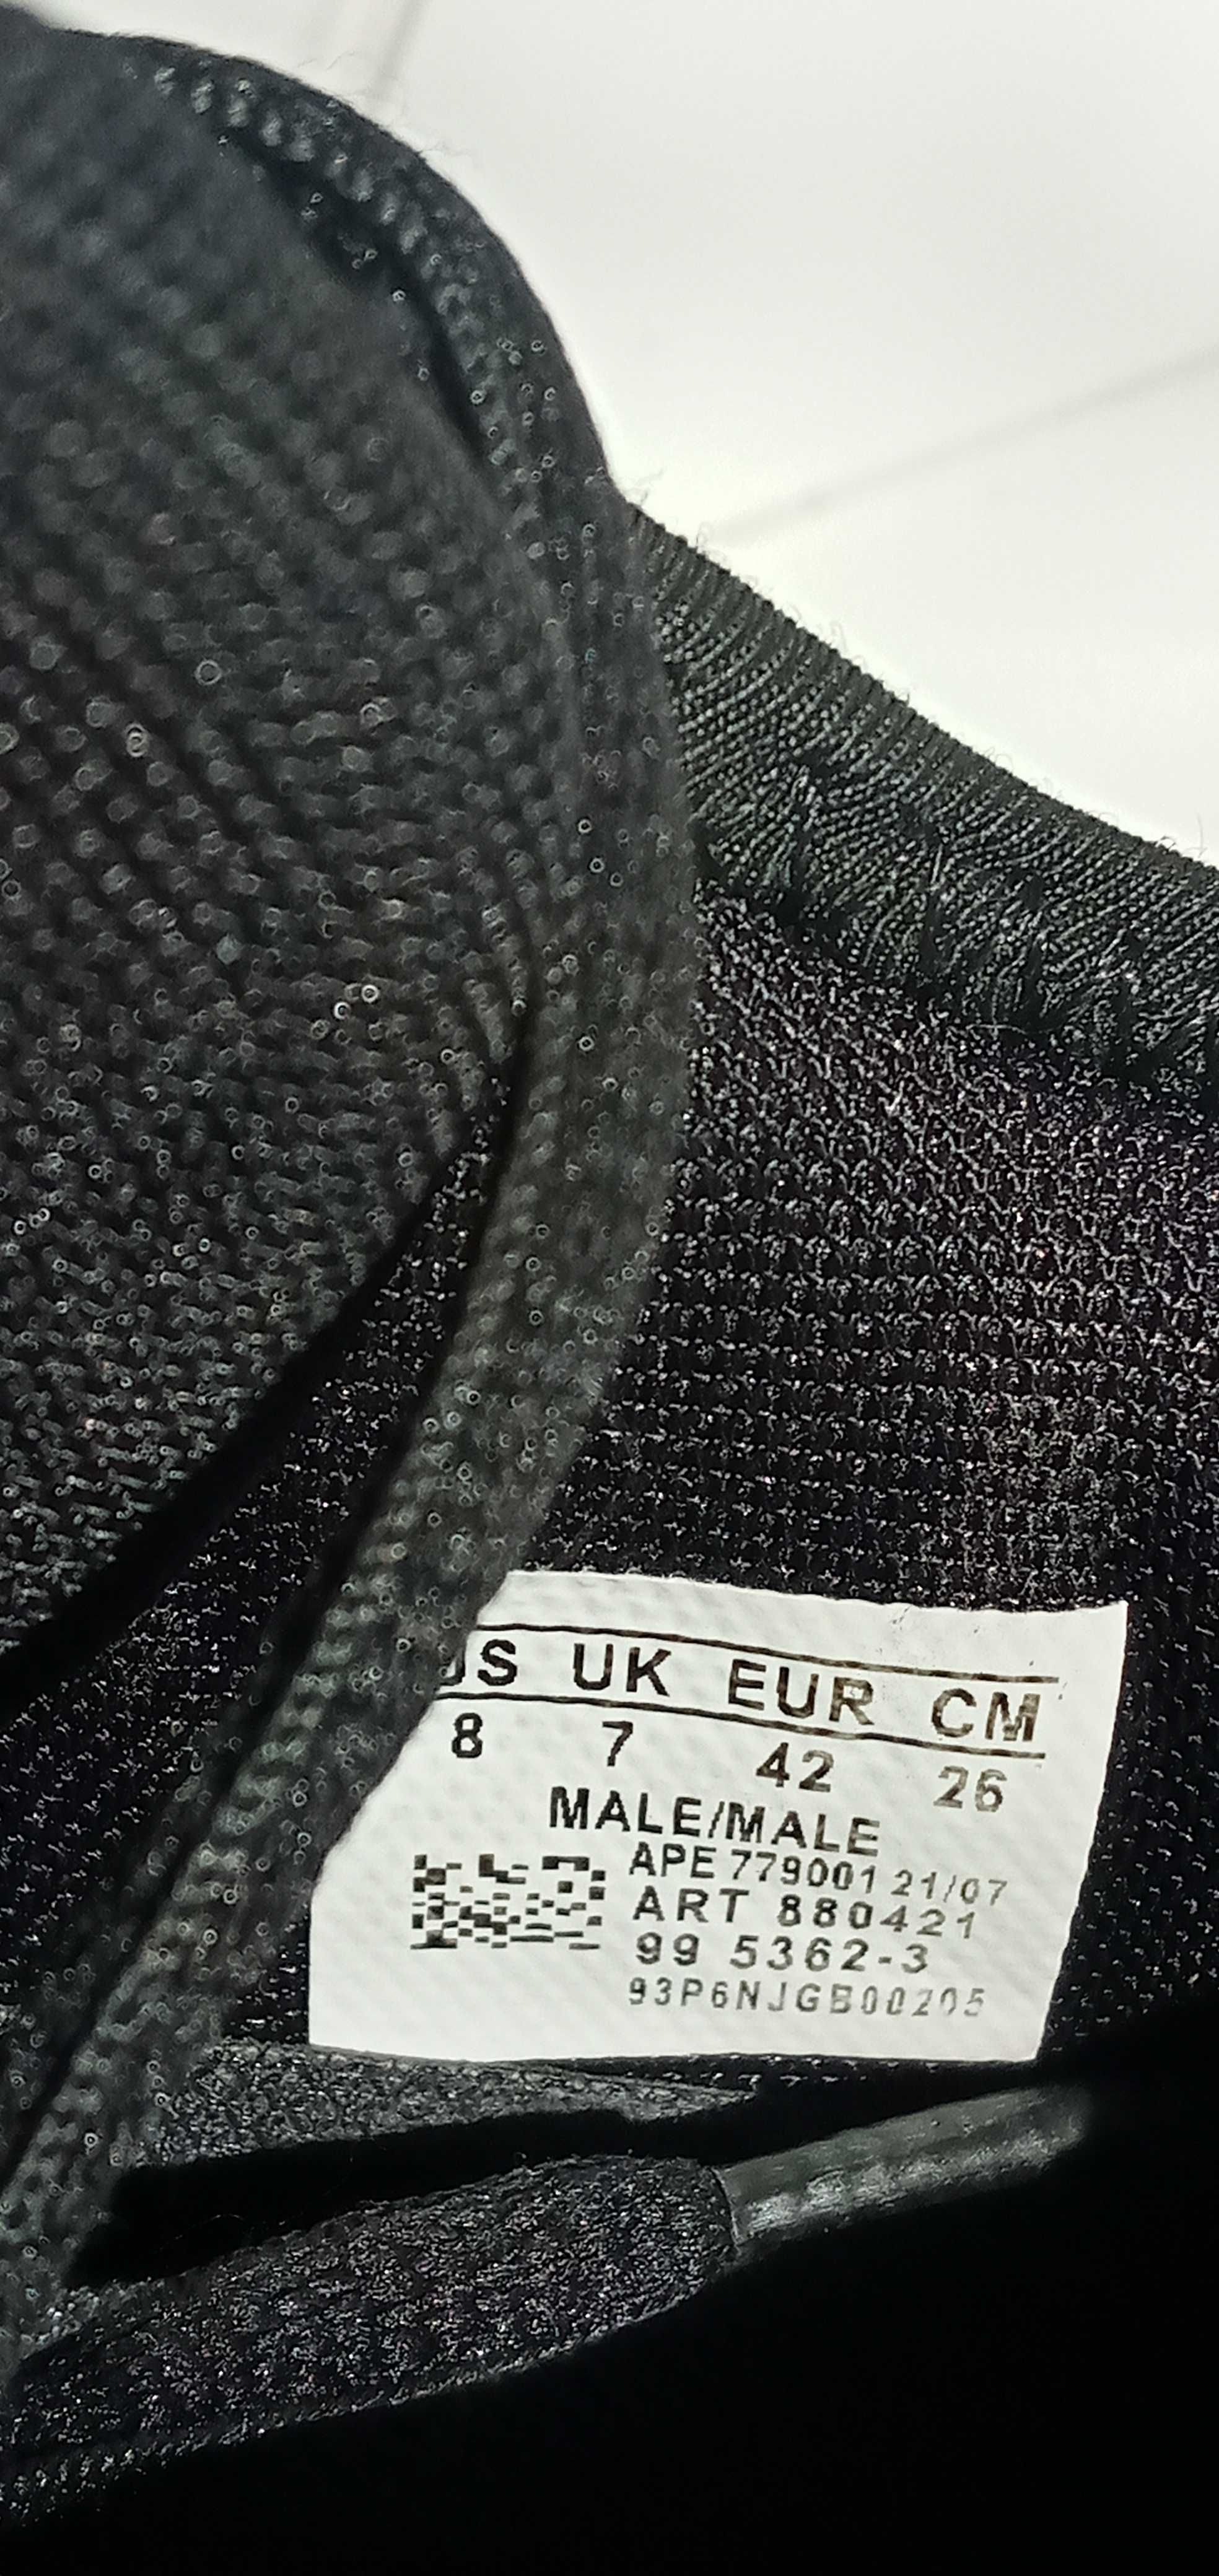 US UK EUR CM
8 7 42 26
MALE/MALE
APE 779001 21/07
ART 880421
99 5362-3
93P6NJGB00205